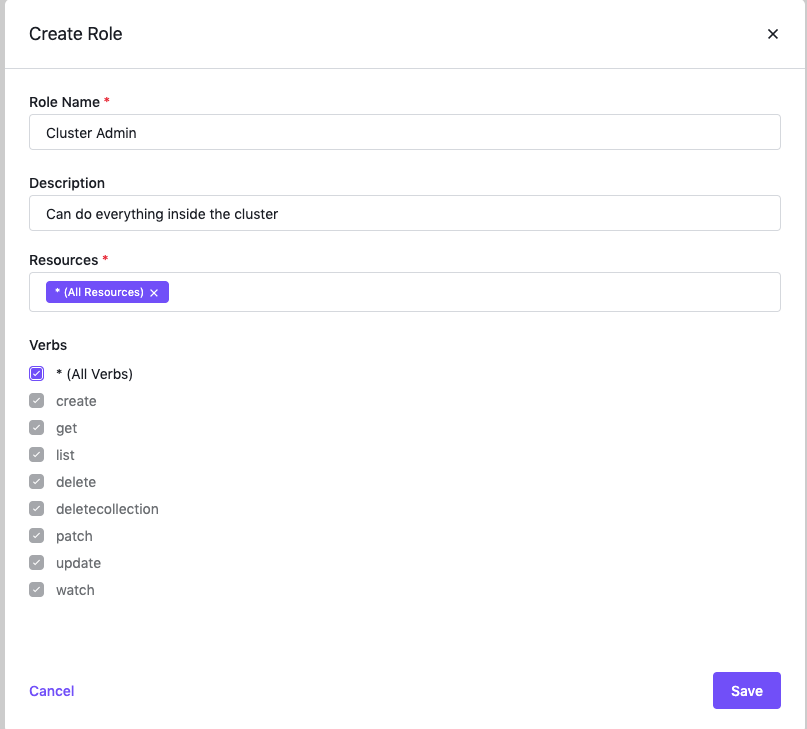 Create Role
Role Name *
Cluster Admin
Description
Can do everything inside the cluster
Resources *
* (All Resources)
Verbs
* (All Verbs)
create
get
list
delete
deletecollection
patch
update
watch
Cancel
Save